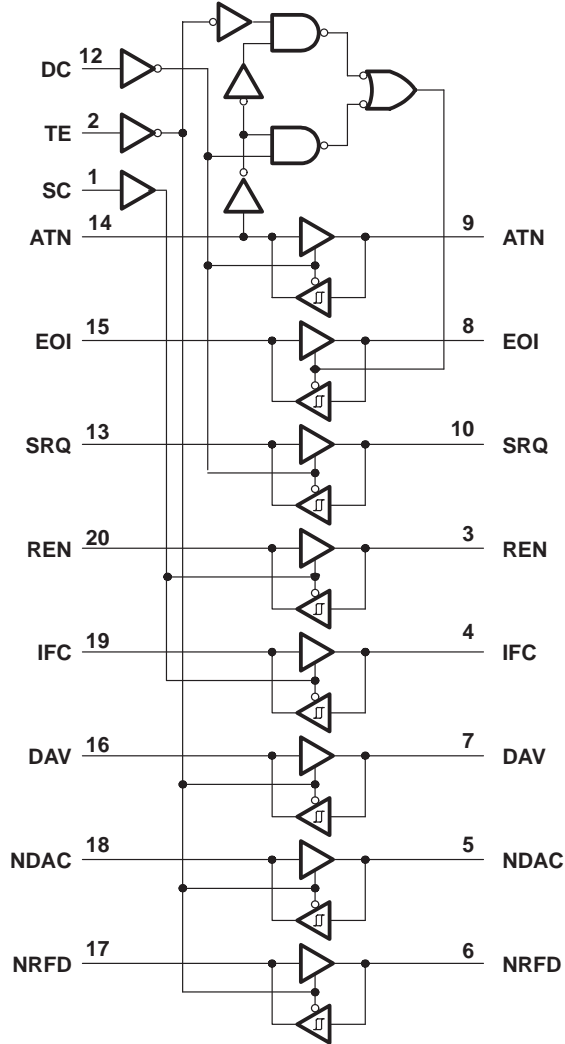 DC 12
TE 2
SC 1
ATN 14 9 ATN
EOI 15 8 EOI
SRQ 13 10 SRQ
REN 20 3 REN
IFC 19 4 IFC
DAV 16 7 DAV
NDAC 18 5 NDAC
NRFD 17 6 NRFD